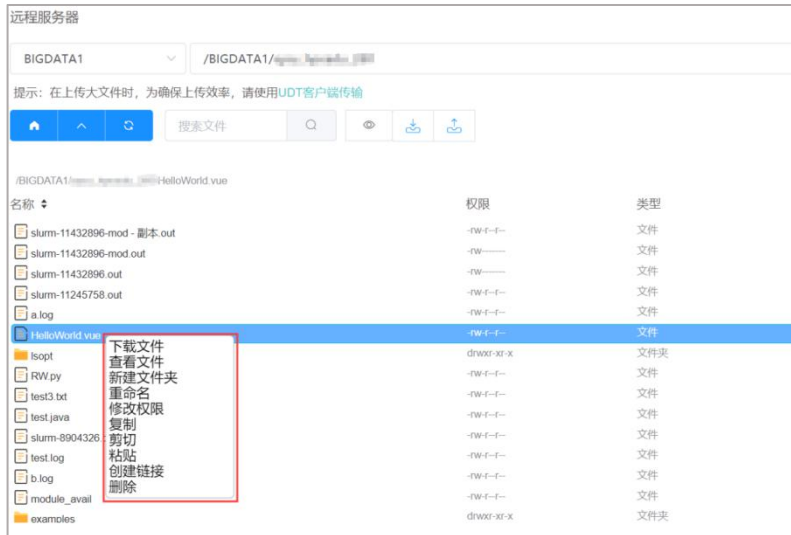 远程服务器
BIGDATA1 /BIGDATA1/
提示：在上传大文件时，为确保上传效率，请使用UDT客户端传输
搜索文件
/BIGDATA1/ HelloWorld.vue
名称 权限 类型
slurm-11432896-mod - 副本.out -rw-r--r-- 文件
slurm-11432896-mod.out -rw------- 文件
slurm-11432896.out -rw------- 文件
slurm-11245758.out -rw-r--r-- 文件
a.log -rw-r--r-- 文件
HelloWorld.vue -rw-r--r-- 文件
lsopt drwxr-xr-x 文件夹
RW.py -rw-r--r-- 文件
test3.txt -rw-r--r-- 文件
test.java -rw-r--r-- 文件
slurm-8904326. -rw-r--r-- 文件
test.log -rw-r--r-- 文件
b.log -rw-r--r-- 文件
module_avail -rw-r--r-- 文件
examples drwxr-xr-x 文件夹
下载文件
查看文件
新建文件夹
重命名
修改权限
复制
剪切
粘贴
创建链接
删除